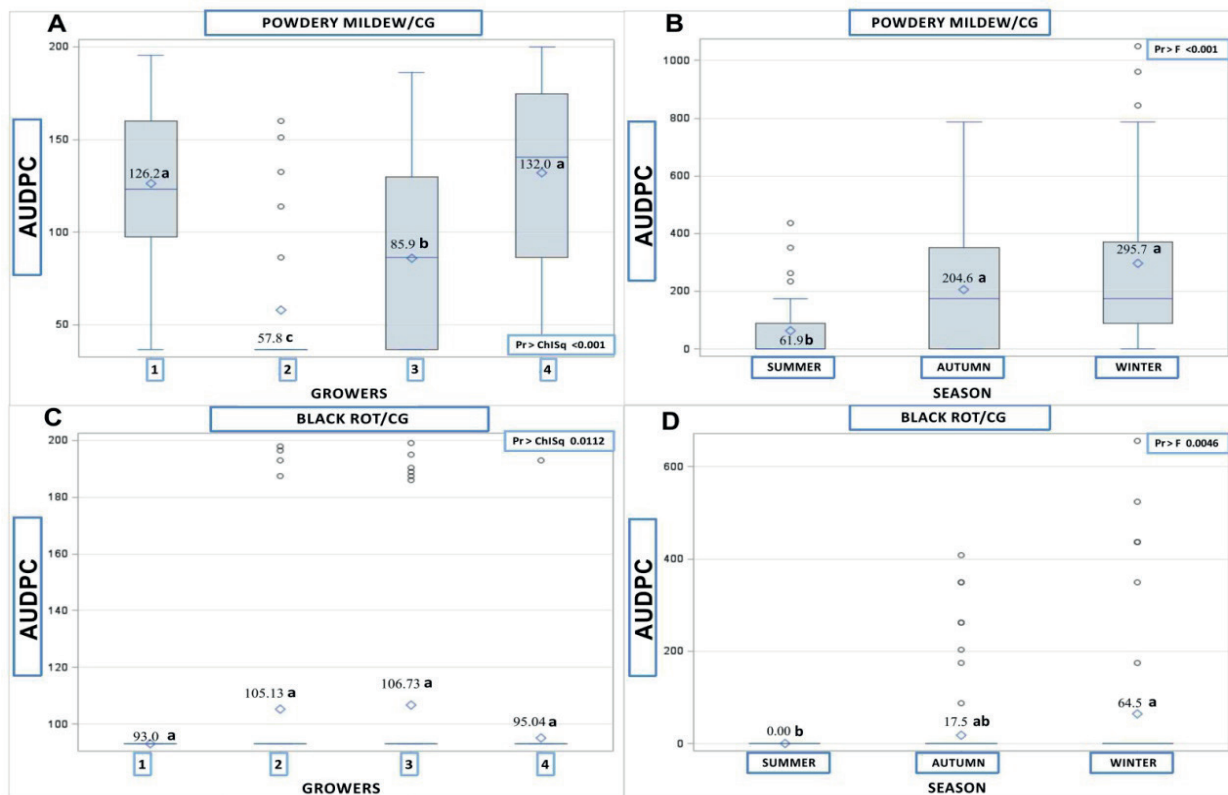 A
POWDERY MILDEW/CG
AUDPC
200
150
100
50
126.2 a
57.8 c
85.9 b
132.0 a
Pr > ChISq <0.001
1 2 3 4
GROWERS
B
POWDERY MILDEW/CG
Pr > F <0.001
AUDPC
1000
800
600
400
200
0
61.9 b
204.6 a
295.7 a
SUMMER AUTUMN WINTER
SEASON
C
BLACK ROT/CG
Pr > ChISq 0.0112
AUDPC
200
180
160
140
120
100
93.0 a
105.13 a
106.73 a
95.04 a
1 2 3 4
GROWERS
D
BLACK ROT/CG
Pr > F 0.0046
AUDPC
600
400
200
0
0.00 b
17.5 ab
64.5 a
SUMMER AUTUMN WINTER
SEASON